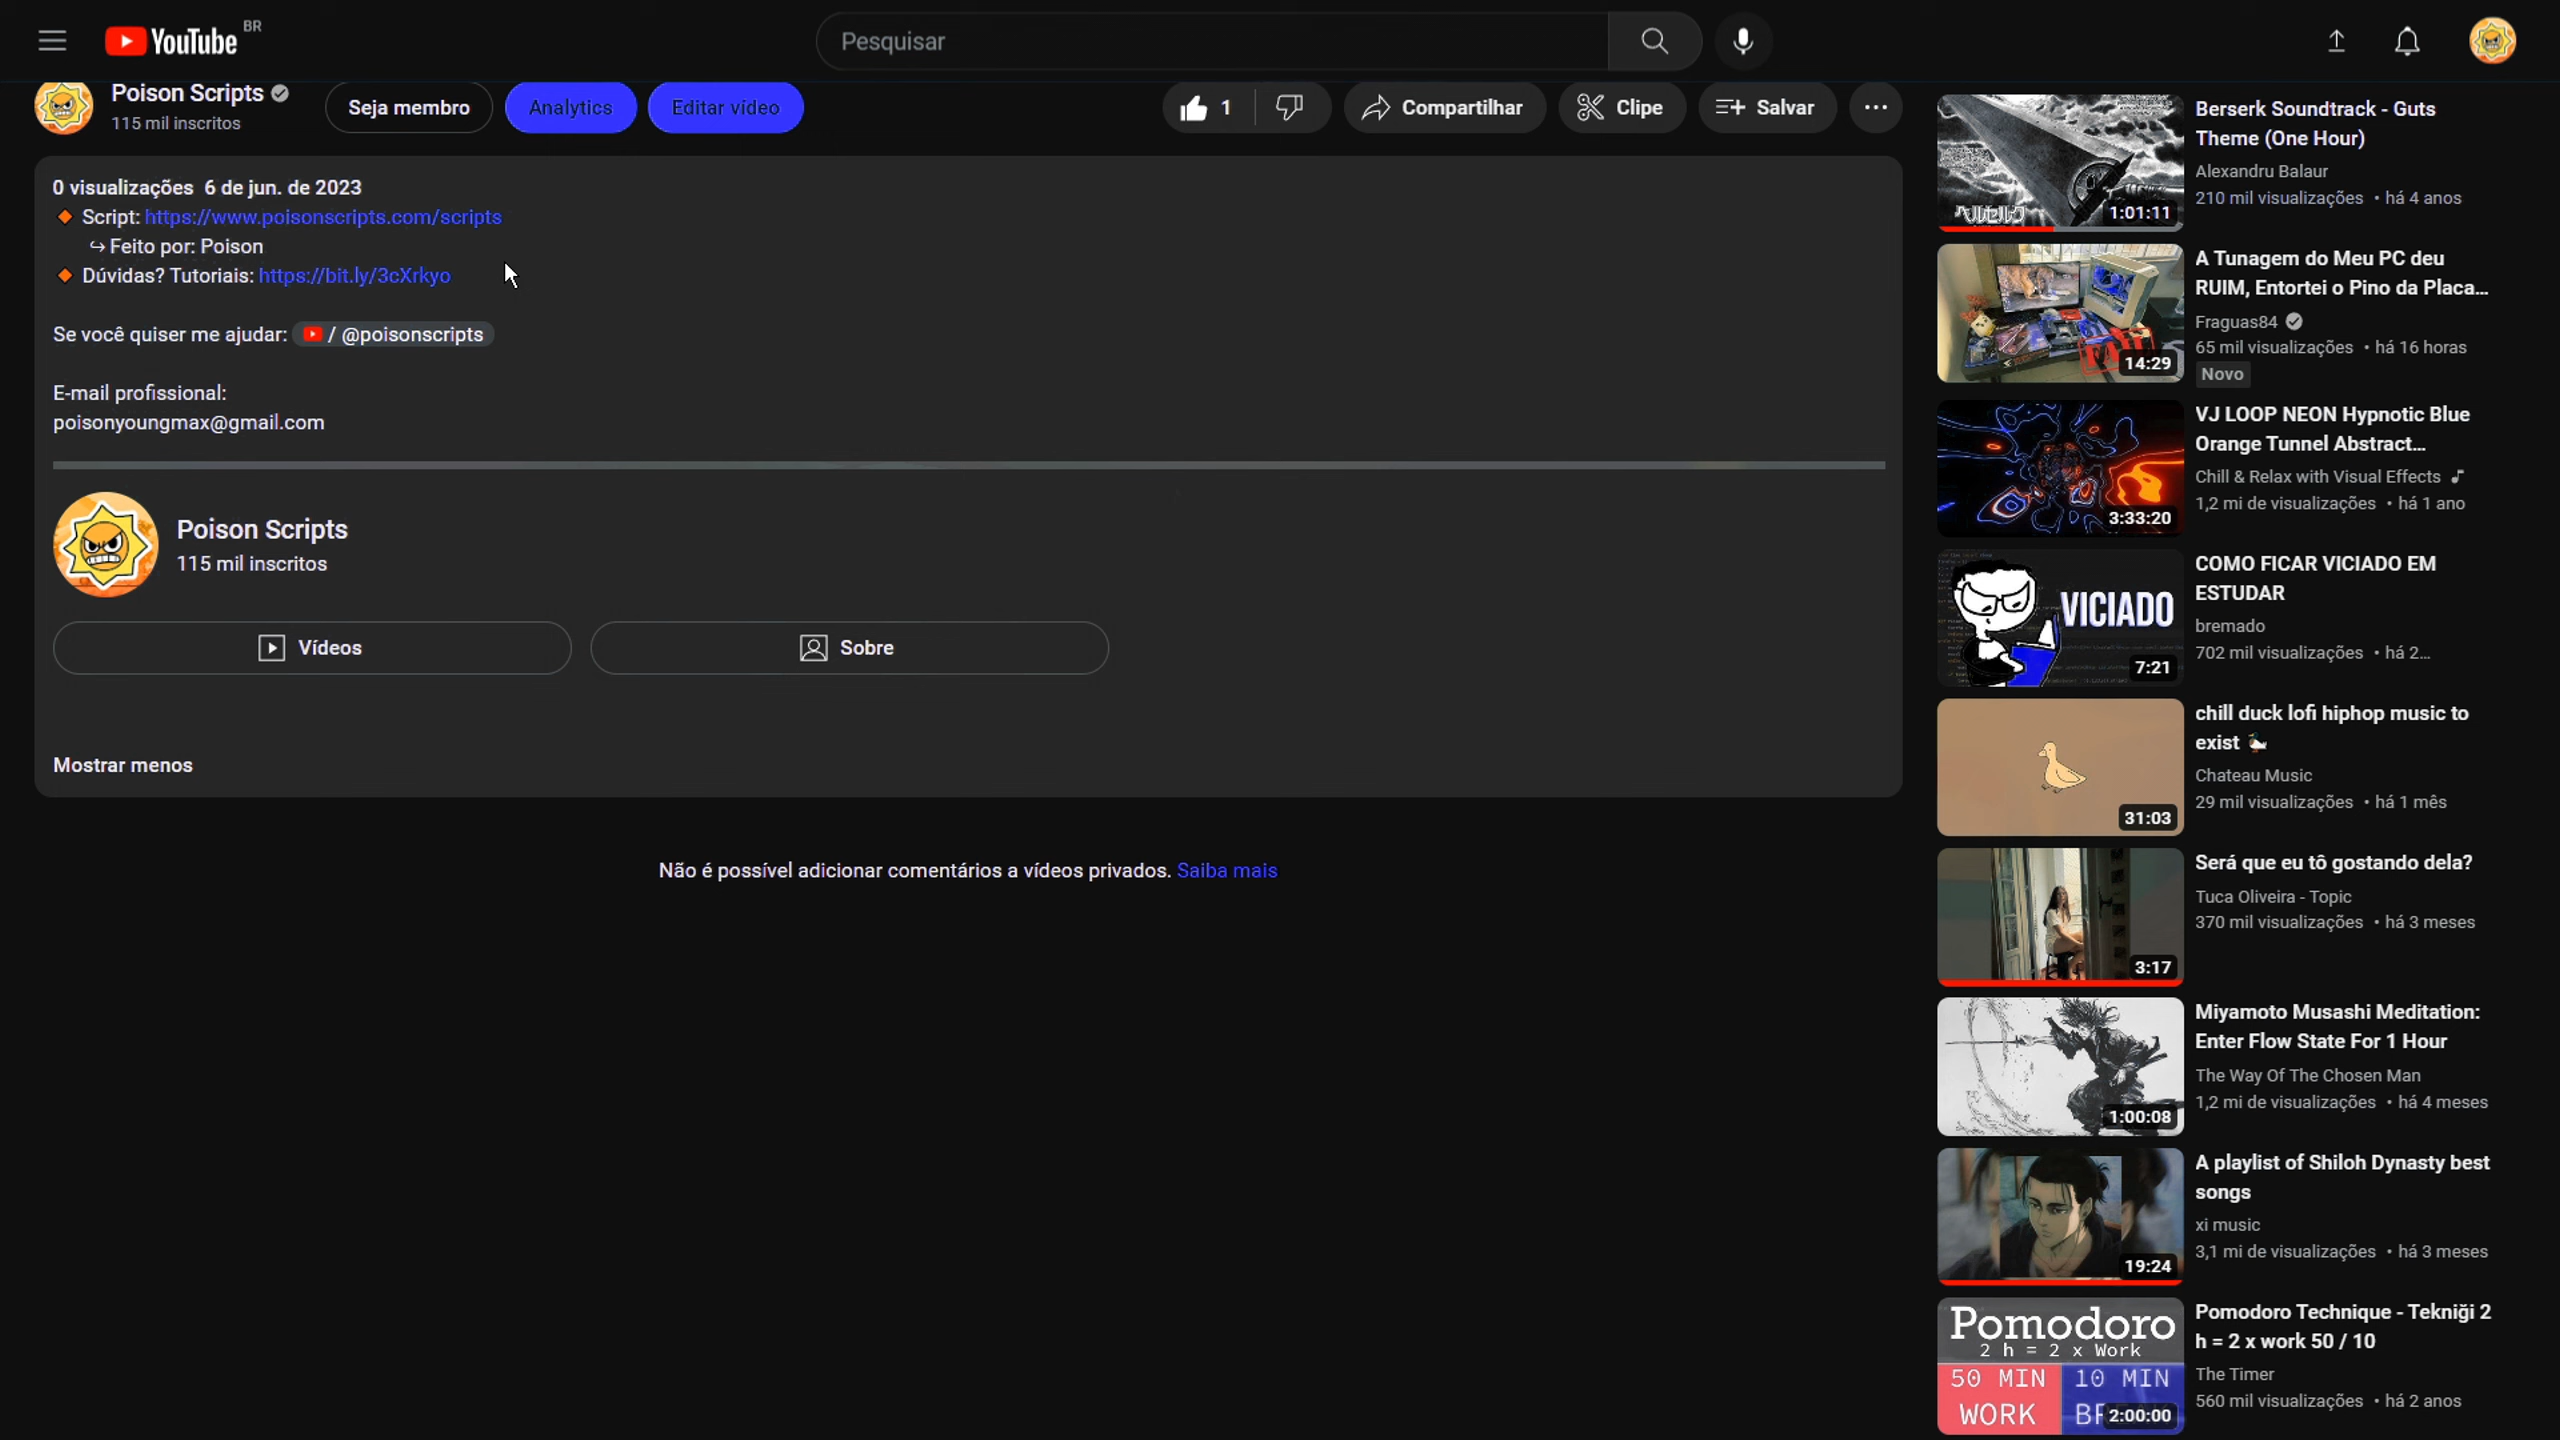 YouTube BR
Pesquisar
Poison Scripts
115 mil inscritos
Seja membro
Analytics
Editar vídeo
1
Compartilhar
Clipe
Salvar
0 visualizações 6 de jun. de 2023
Script: https://www.poisonscripts.com/scripts
↪ Feito por: Poison
Dúvidas? Tutoriais: https://bit.ly/3cXrkyo
Se você quiser me ajudar: / @poisonscripts
E-mail profissional:
poisonyoungmax@gmail.com
Poison Scripts
115 mil inscritos
Vídeos
Sobre
Mostrar menos
Não é possível adicionar comentários a vídeos privados. Saiba mais
ベルセルク
1:01:11
Berserk Soundtrack - Guts
Theme (One Hour)
Alexandru Balaur
210 mil visualizações • há 4 anos
14:29
A Tunagem do Meu PC deu
RUIM, Entortei o Pino da Placa...
Fraguas84
65 mil visualizações • há 16 horas
Novo
3:33:20
VJ LOOP NEON Hypnotic Blue
Orange Tunnel Abstract...
Chill & Relax with Visual Effects
1,2 mi de visualizações • há 1 ano
VICIADO
7:21
COMO FICAR VICIADO EM
ESTUDAR
bremado
702 mil visualizações • há 2...
31:03
chill duck lofi hiphop music to
exist
Chateau Music
29 mil visualizações • há 1 mês
3:17
Será que eu tô gostando dela?
Tuca Oliveira - Topic
370 mil visualizações • há 3 meses
1:00:08
Miyamoto Musashi Meditation:
Enter Flow State For 1 Hour
The Way Of The Chosen Man
1,2 mi de visualizações • há 4 meses
19:24
A playlist of Shiloh Dynasty best
songs
xi music
3,1 mi de visualizações • há 3 meses
Pomodoro
2 h = 2 x Work
50 MIN
WORK
10 MIN
2:00:00
Pomodoro Technique - Tekniği 2
h = 2 x work 50 / 10
The Timer
560 mil visualizações • há 2 anos